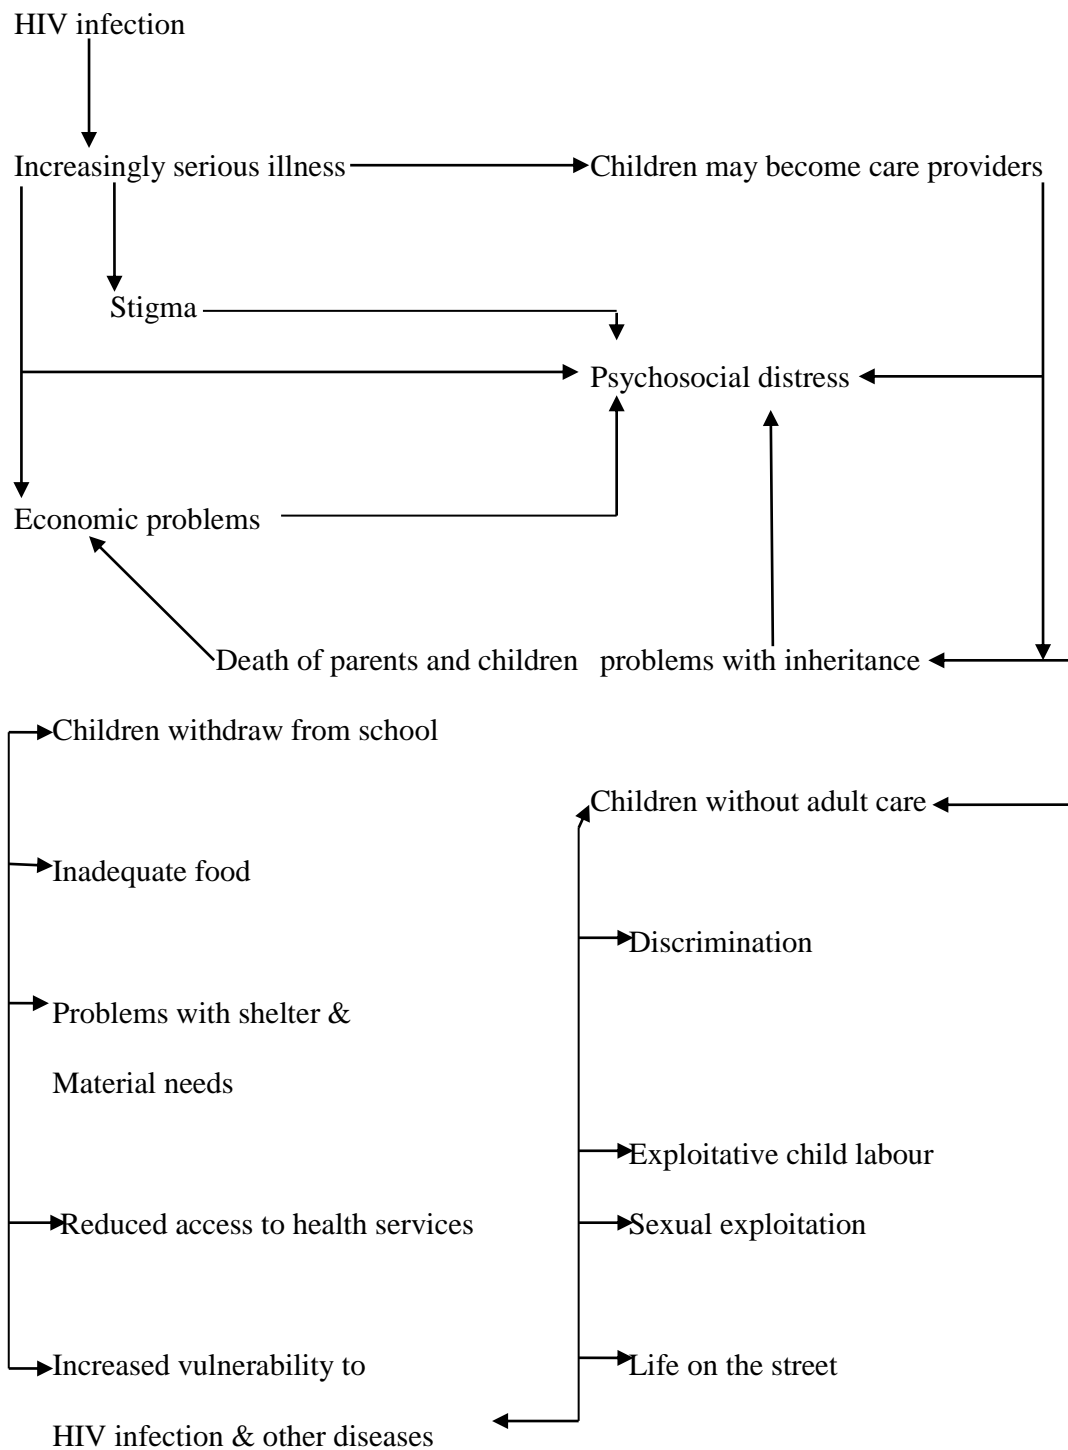 HIV infection
Increasingly serious illness
Children may become care providers
Stigma
Psychosocial distress
Economic problems
Death of parents and children problems with inheritance
Children withdraw from school
Children without adult care
Inadequate food
Discrimination
Problems with shelter &
Material needs
Exploitative child labour
Reduced access to health services
Sexual exploitation
Increased vulnerability to
Life on the street
HIV infection & other diseases